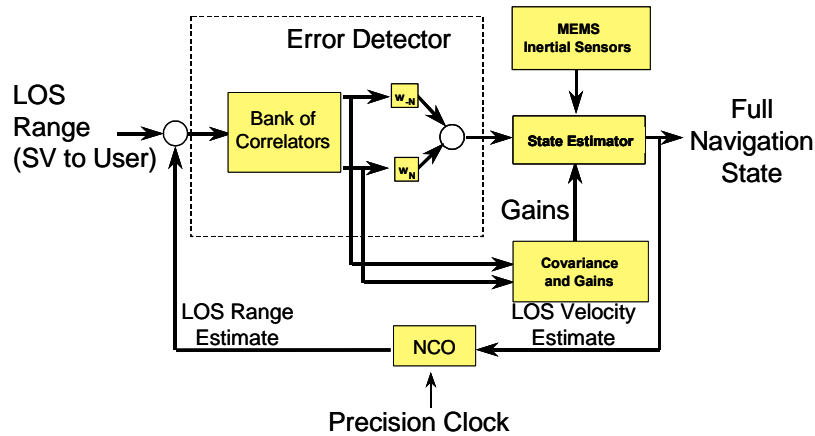 Error Detector
MEMS
Inertial Sensors
LOS
Range
(SV to User)
Bank of
Correlators
w-N
wN
State Estimator
Full
Navigation
State
Gains
Covariance
and Gains
LOS Range
Estimate
LOS Velocity
Estimate
NCO
Precision Clock